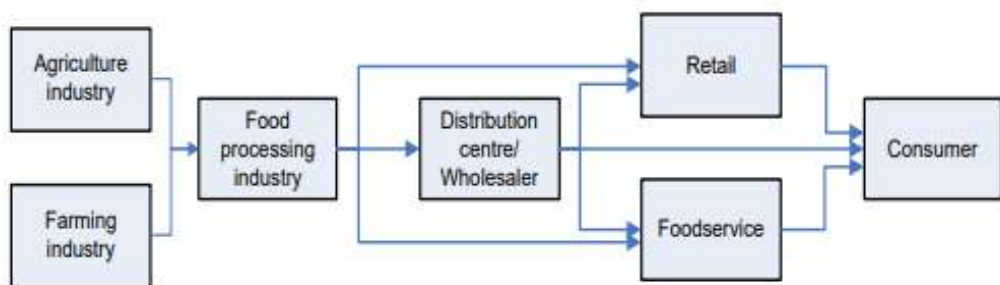 Agriculture
industry
Farming
industry
Food
processing
industry
Distribution
centre/
Wholesaler
Retail
Foodservice
Consumer